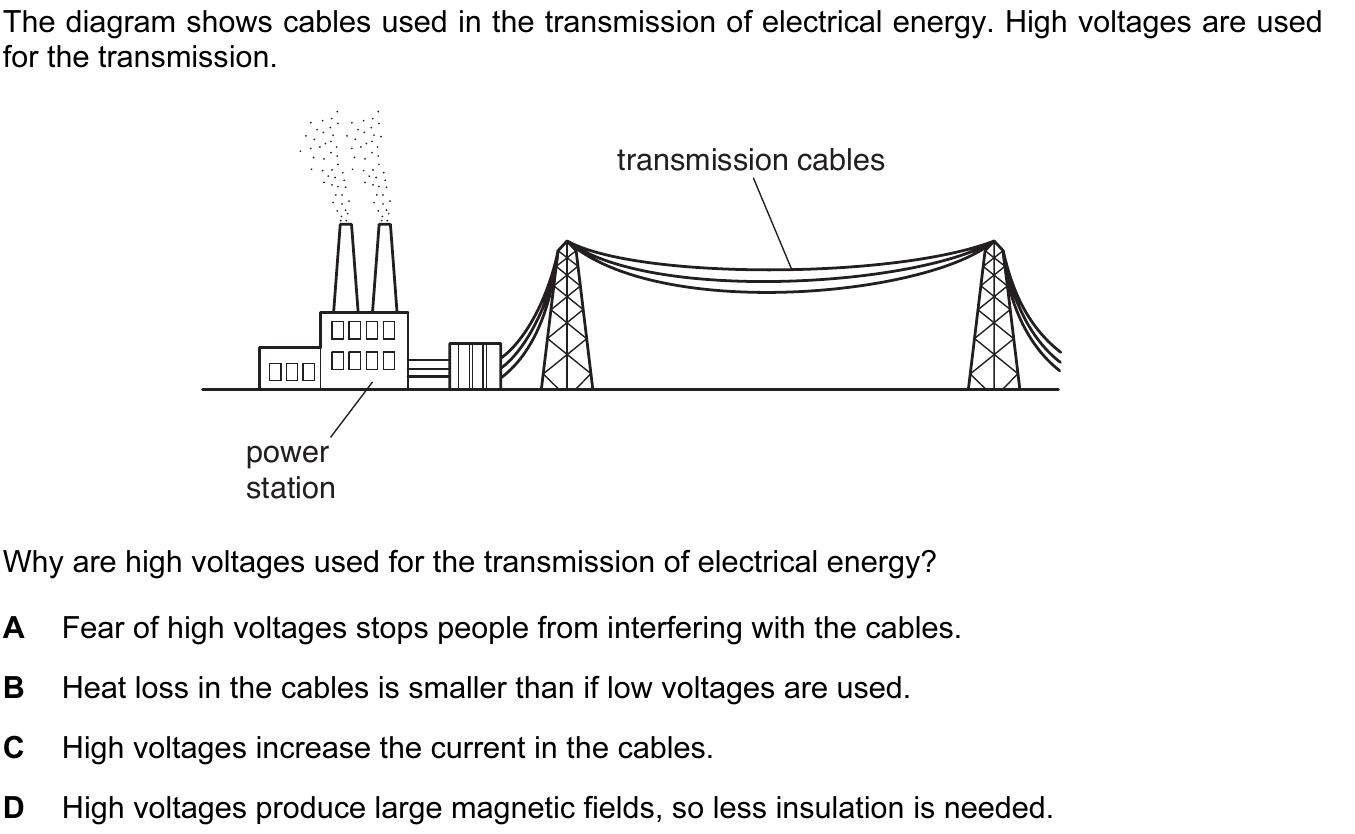 The diagram shows cables used in the transmission of electrical energy. High voltages are used
for the transmission.
transmission cables
power
station
Why are high voltages used for the transmission of electrical energy?
A Fear of high voltages stops people from interfering with the cables.
B Heat loss in the cables is smaller than if low voltages are used.
C High voltages increase the current in the cables.
D High voltages produce large magnetic fields, so less insulation is needed.